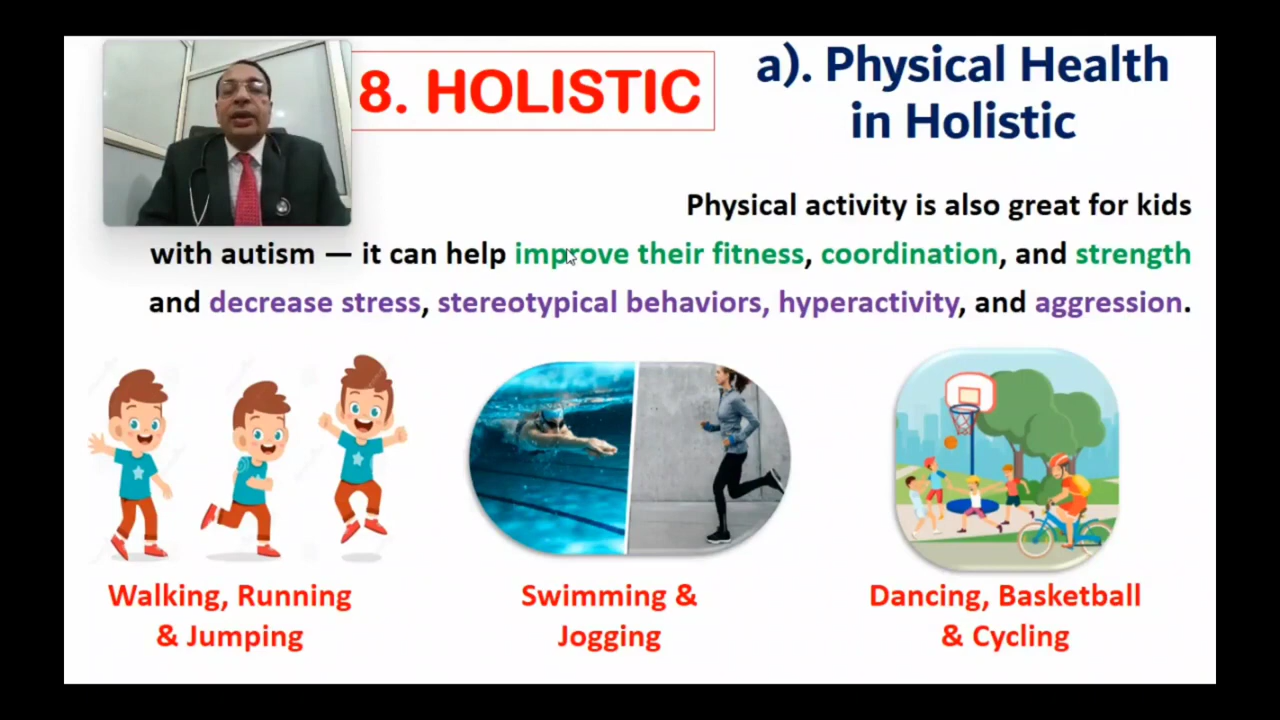 8. HOLISTIC
a). Physical Health
in Holistic
Physical activity is also great for kids
with autism — it can help improve their fitness, coordination, and strength
and decrease stress, stereotypical behaviors, hyperactivity, and aggression.
Walking, Running
& Jumping
Swimming &
Jogging
Dancing, Basketball
& Cycling